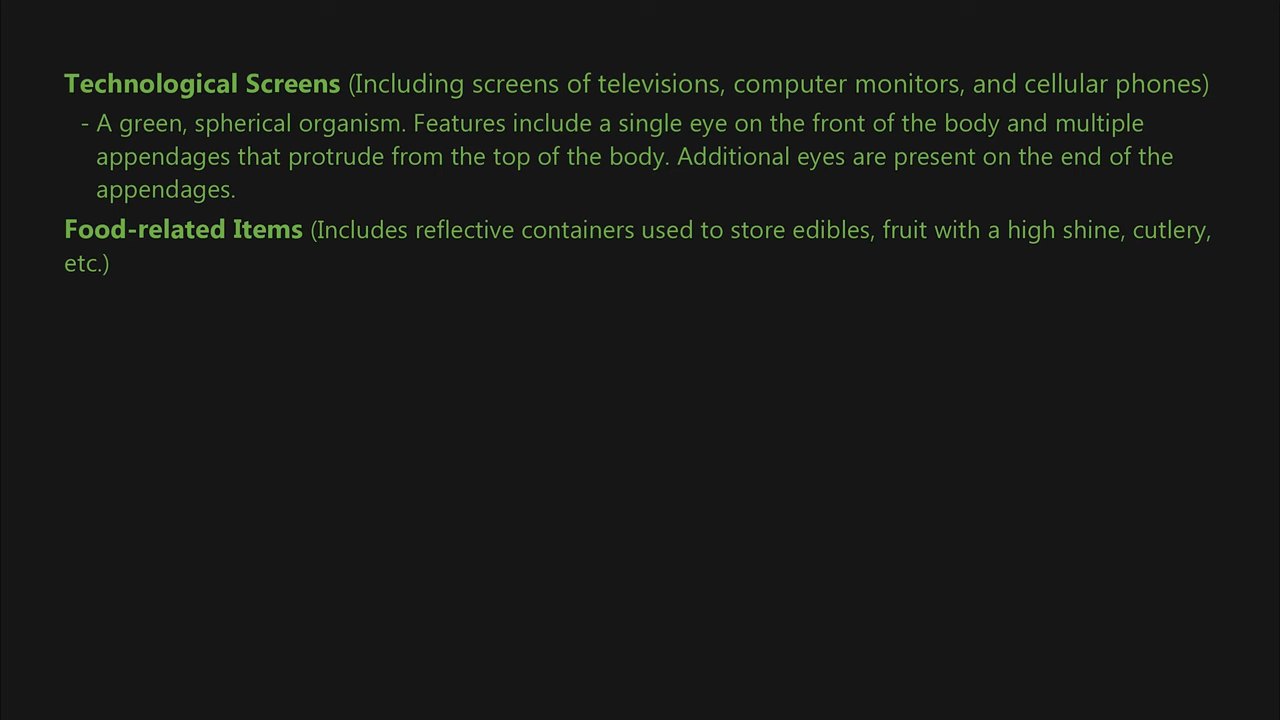 Technological Screens (Including screens of televisions, computer monitors, and cellular phones)
- A green, spherical organism. Features include a single eye on the front of the body and multiple
appendages that protrude from the top of the body. Additional eyes are present on the end of the
appendages.
Food-related Items (Includes reflective containers used to store edibles, fruit with a high shine, cutlery,
etc.)